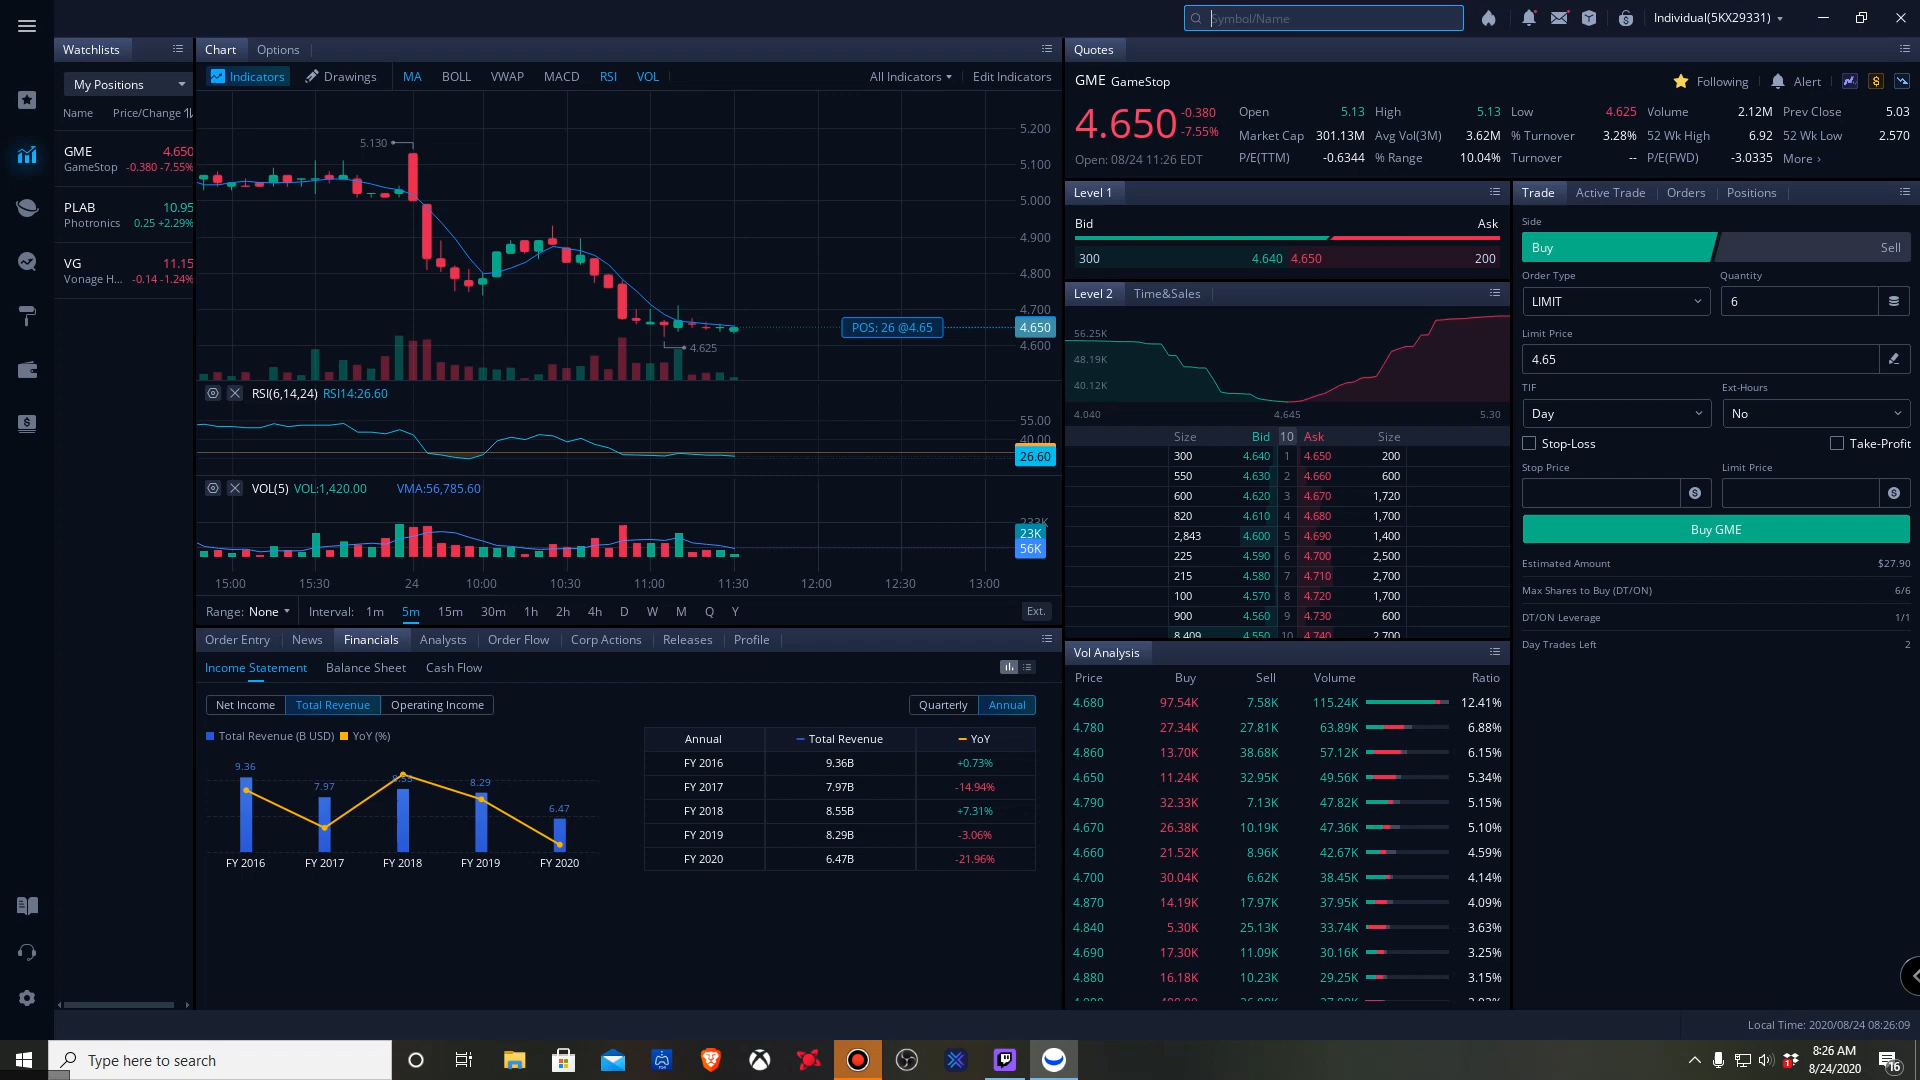 Symbol/Name
Individual(5KX29331)
Watchlists
My Positions
Name Price/Change
GME 4.650
GameStop -0.380 -7.55%
PLAB 10.95
Photronics 0.25 +2.29%
VG 11.15
Vonage H... -0.14 -1.24%
Chart Options
Indicators Drawings MA BOLL VWAP MACD RSI VOL All Indicators Edit Indicators
5.130
5.200
5.100
5.000
4.900
4.800
4.700
4.650
4.600
POS: 26 @4.65
4.625
RSI(6,14,24) RSI14:26.60
55.00
40.00
26.60
VOL(5) VOL:1,420.00 VMA:56,785.60
23K
56K
15:00 15:30 24 10:00 10:30 11:00 11:30 12:00 12:30 13:00
Range: None Interval: 1m 5m 15m 30m 1h 2h 4h D W M Q Y Ext.
Order Entry News Financials Analysts Order Flow Corp Actions Releases Profile
Income Statement Balance Sheet Cash Flow
Net Income Total Revenue Operating Income Quarterly Annual
Total Revenue (B USD) YoY (%)
9.36 7.97 8.29 6.47
FY 2016 FY 2017 FY 2018 FY 2019 FY 2020
Annual Total Revenue YoY
FY 2016 9.36B +0.73%
FY 2017 7.97B -14.94%
FY 2018 8.55B +7.31%
FY 2019 8.29B -3.06%
FY 2020 6.47B -21.96%
Quotes
GME GameStop Following Alert
4.650 -0.380
-7.55%
Open: 08/24 11:26 EDT
Open 5.13 High 5.13 Low 4.625 Volume 2.12M Prev Close 5.03
Market Cap 301.13M Avg Vol(3M) 3.62M % Turnover 3.28% 52 Wk High 6.92 52 Wk Low 2.570
P/E(TTM) -0.6344 % Range 10.04% Turnover -- P/E(FWD) -3.0335 More ›
Level 1
Bid Ask
300 4.640 4.650 200
Level 2 Time&Sales
56.25K
48.19K
40.12K
4.040 4.645 5.30
Size Bid 10 Ask Size
300 4.640 1 4.650 200
550 4.630 2 4.660 600
600 4.620 3 4.670 1,720
820 4.610 4 4.680 1,700
2,843 4.600 5 4.690 1,400
225 4.590 6 4.700 2,500
215 4.580 7 4.710 2,700
100 4.570 8 4.720 1,700
900 4.560 9 4.730 600
8,409 4.550 10 4.740 2,700
Vol Analysis
Price Buy Sell Volume Ratio
4.680 97.54K 7.58K 115.24K 12.41%
4.780 27.34K 27.81K 63.89K 6.88%
4.860 13.70K 38.68K 57.12K 6.15%
4.650 11.24K 32.95K 49.56K 5.34%
4.790 32.33K 7.13K 47.82K 5.15%
4.670 26.38K 10.19K 47.36K 5.10%
4.660 21.52K 8.96K 42.67K 4.59%
4.700 30.04K 6.62K 38.45K 4.14%
4.870 14.19K 17.97K 37.95K 4.09%
4.840 5.30K 25.13K 33.74K 3.63%
4.690 17.30K 11.09K 30.16K 3.25%
4.880 16.18K 10.23K 29.25K 3.15%
Trade Active Trade Orders Positions
Side
Buy Sell
Order Type Quantity
LIMIT 6
Limit Price
4.65
TIF Ext-Hours
Day No
Stop-Loss Take-Profit
Stop Price Limit Price
Buy GME
Estimated Amount $27.90
Max Shares to Buy (DT/ON) 6/6
DT/ON Leverage 1/1
Day Trades Left 2
Local Time: 2020/08/24 08:26:09
Type here to search
8:26 AM
8/24/2020
16